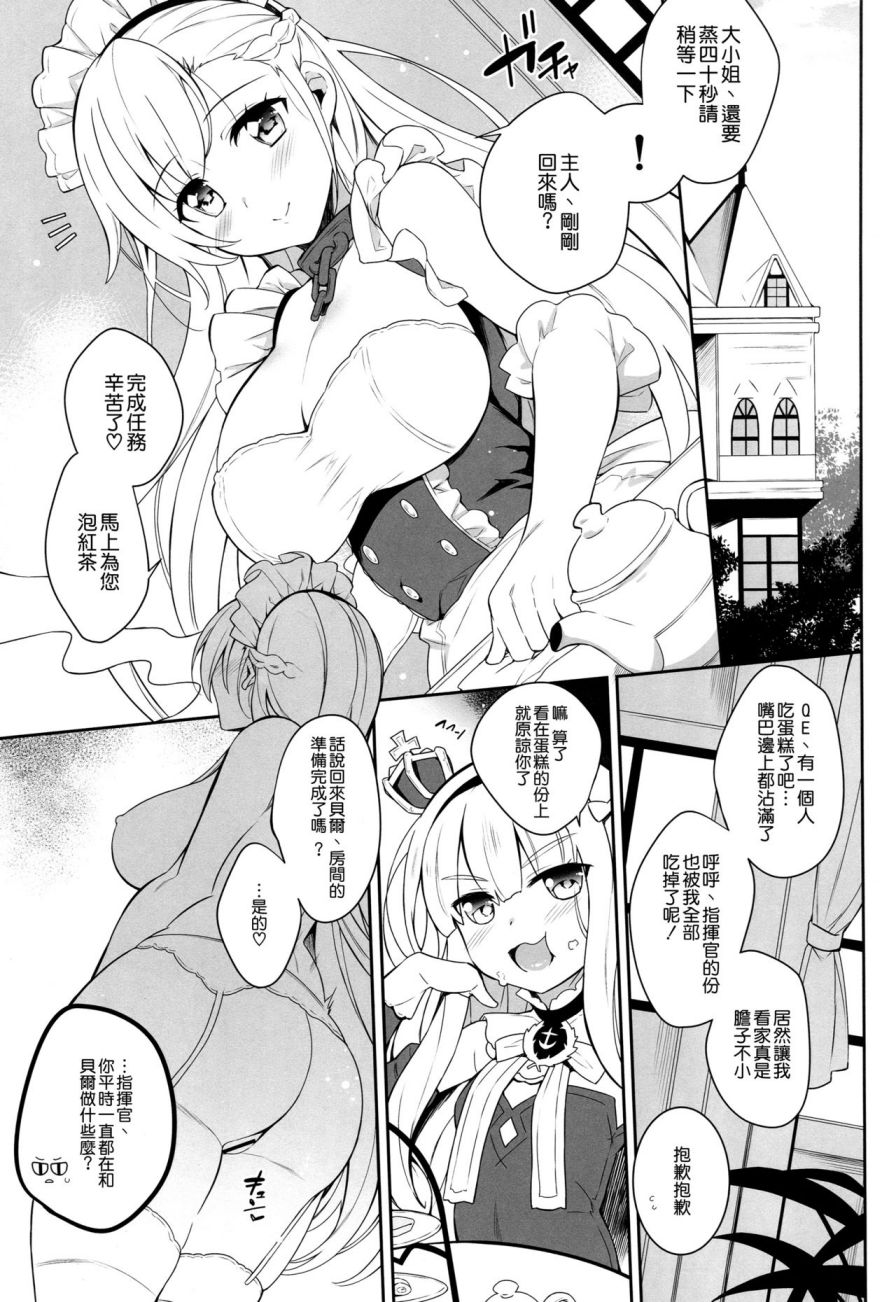 大小姐、還要
蒸四十秒請
稍等一下
!
主人、剛剛
回來嗎?
ガチャ
完成任務
辛苦了♡
馬上為您
泡紅茶
QE、有一個人
吃蛋糕了吧…
嘴巴邊上都沾滿了
呼呼、指揮官的份
也被我全部
吃掉了呢!
居然讓我
看家真是
膽子不小
抱歉抱歉
嘛 算了
看在蛋糕的份上
就原諒你了
話說回來貝爾、房間的
準備完成了嗎?
…是的♡
…指揮官、
你平時一直都在和
貝爾做什些麼?
キュン